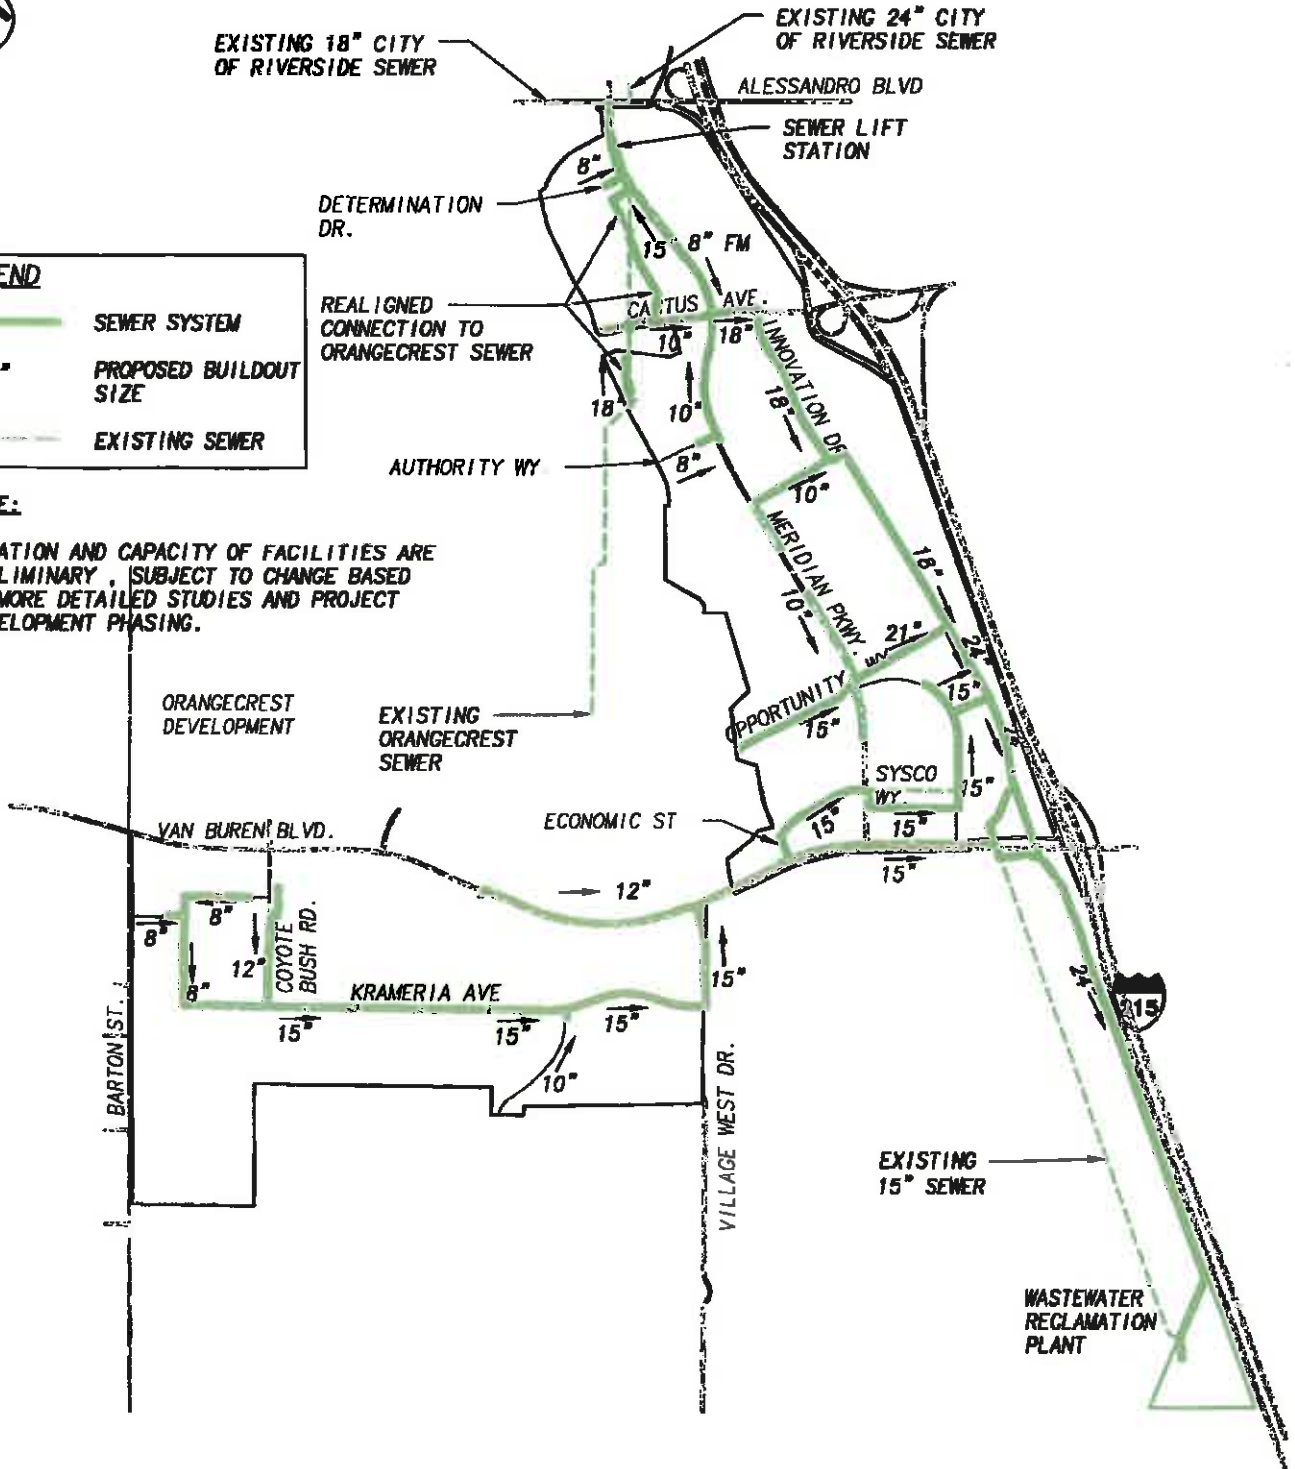 EXISTING 24" CITY
OF RIVERSIDE SEWER
EXISTING 18" CITY
OF RIVERSIDE SEWER
ALESSANDRO BLVD
SEWER LIFT
STATION
8"
DETERMINATION
DR.
15"
8" FM
END
SEWER SYSTEM
"
PROPOSED BUILDOUT
SIZE
EXISTING SEWER
REALIGNED
CONNECTION TO
ORANGECREST SEWER
CACTUS AVE.
10"
18"
INNOVATION DR
18"
18"
10"
AUTHORITY WY
8"
10"
E:
ATION AND CAPACITY OF FACILITIES ARE
LIMINARY , SUBJECT TO CHANGE BASED
MORE DETAILED STUDIES AND PROJECT
ELOPMENT PHASING.
MERIDIAN PKWY.
10"
18"
21"
24"
15"
OPPORTUNITY WY
15"
ORANGECREST
DEVELOPMENT
EXISTING
ORANGECREST
SEWER
SYSCO
WY.
15"
15"
15"
ECONOMIC ST
VAN BUREN BLVD.
12"
15"
8"
8"
12"
8"
COYOTE
BUSH RD.
KRAMERIA AVE
15"
15"
15"
15"
10"
BARTON ST.
VILLAGE WEST DR.
24"
215
EXISTING
15" SEWER
WASTEWATER
RECLAMATION
PLANT